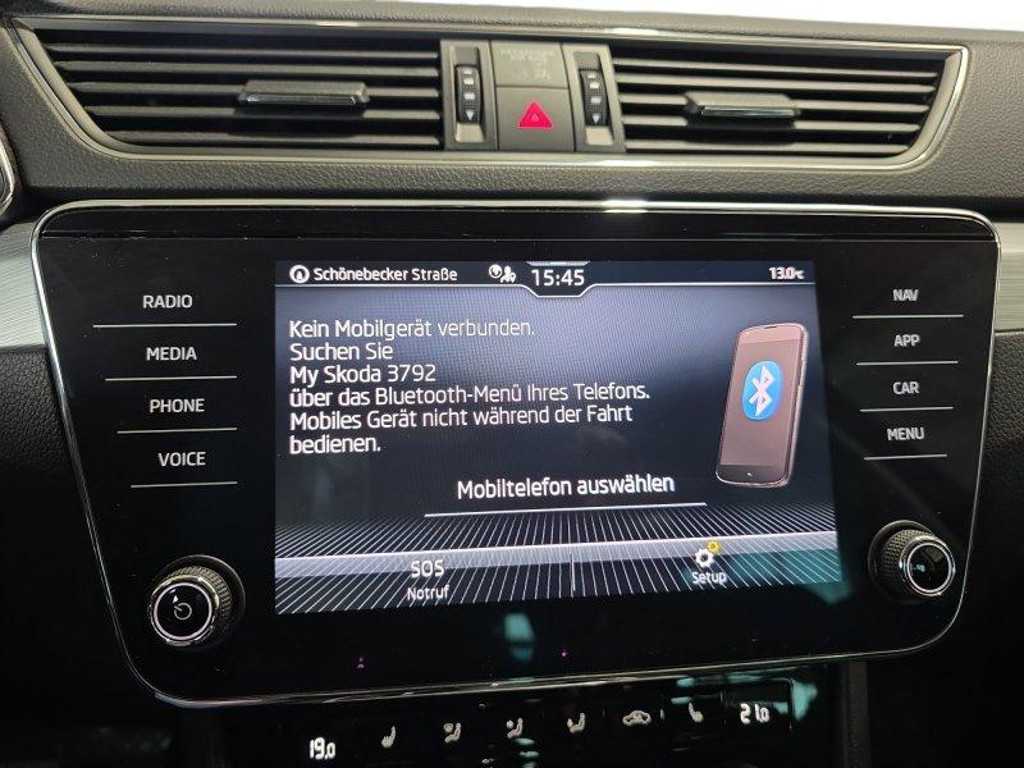 Schönebecker Straße 15:45 13.0°C
RADIO
MEDIA
PHONE
VOICE
Kein Mobilgerät verbunden.
Suchen Sie
My Skoda 3792
über das Bluetooth-Menü Ihres Telefons.
Mobiles Gerät nicht während der Fahrt
bedienen.
Mobiltelefon auswählen
SOS
Notruf
Setup
NAV
APP
CAR
MENU
19.0
21.0